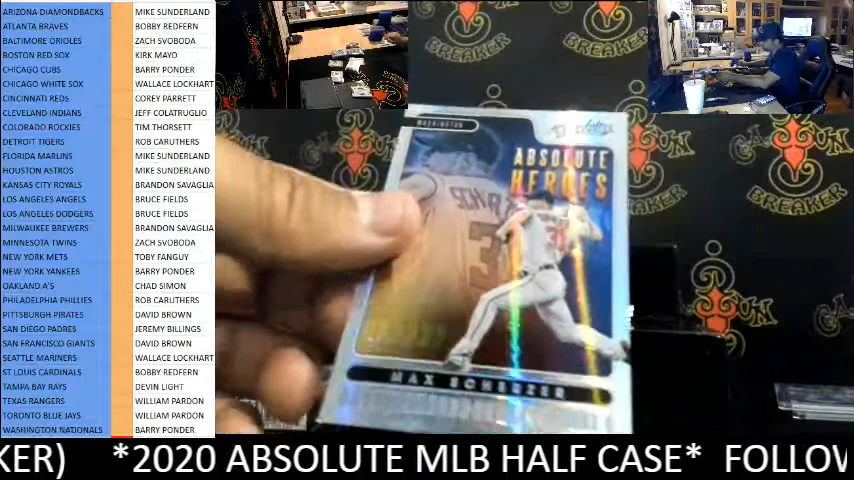 ARIZONA DIAMONDBACKS MIKE SUNDERLAND
ATLANTA BRAVES BOBBY REDFERN
BALTIMORE ORIOLES ZACH SVOBODA
BOSTON RED SOX KIRK MAYO
CHICAGO CUBS BARRY PONDER
CHICAGO WHITE SOX WALLACE LOCKHART
CINCINNATI REDS COREY PARRETT
CLEVELAND INDIANS JEFF COLATRUGLIO
COLORADO ROCKIES TIM THORSETT
DETROIT TIGERS ROB CARUTHERS
FLORIDA MARLINS MIKE SUNDERLAND
HOUSTON ASTROS MIKE SUNDERLAND
KANSAS CITY ROYALS BRANDON SAVAGLIA
LOS ANGELES ANGELS BRUCE FIELDS
LOS ANGELES DODGERS BRUCE FIELDS
MILWAUKEE BREWERS BRANDON SAVAGLIA
MINNESOTA TWINS ZACH SVOBODA
NEW YORK METS TOBY FANGUY
NEW YORK YANKEES BARRY PONDER
OAKLAND A'S CHAD SIMON
PHILADELPHIA PHILLIES ROB CARUTHERS
PITTSBURGH PIRATES DAVID BROWN
SAN DIEGO PADRES JEREMY BILLINGS
SAN FRANCISCO GIANTS DAVID BROWN
SEATTLE MARINERS WALLACE LOCKHART
ST LOUIS CARDINALS BOBBY REDFERN
TAMPA BAY RAYS DEVIN LIGHT
TEXAS RANGERS WILLIAM PARDON
TORONTO BLUE JAYS WILLIAM PARDON
WASHINGTON NATIONALS BARRY PONDER
WASHINGTON
ABSOLUTE
HEROES
31
MAX SCHERZER
BREAKER
BREAKER
BREAKER
BREAKER
KER) *2020 ABSOLUTE MLB HALF CASE* FOLLOW